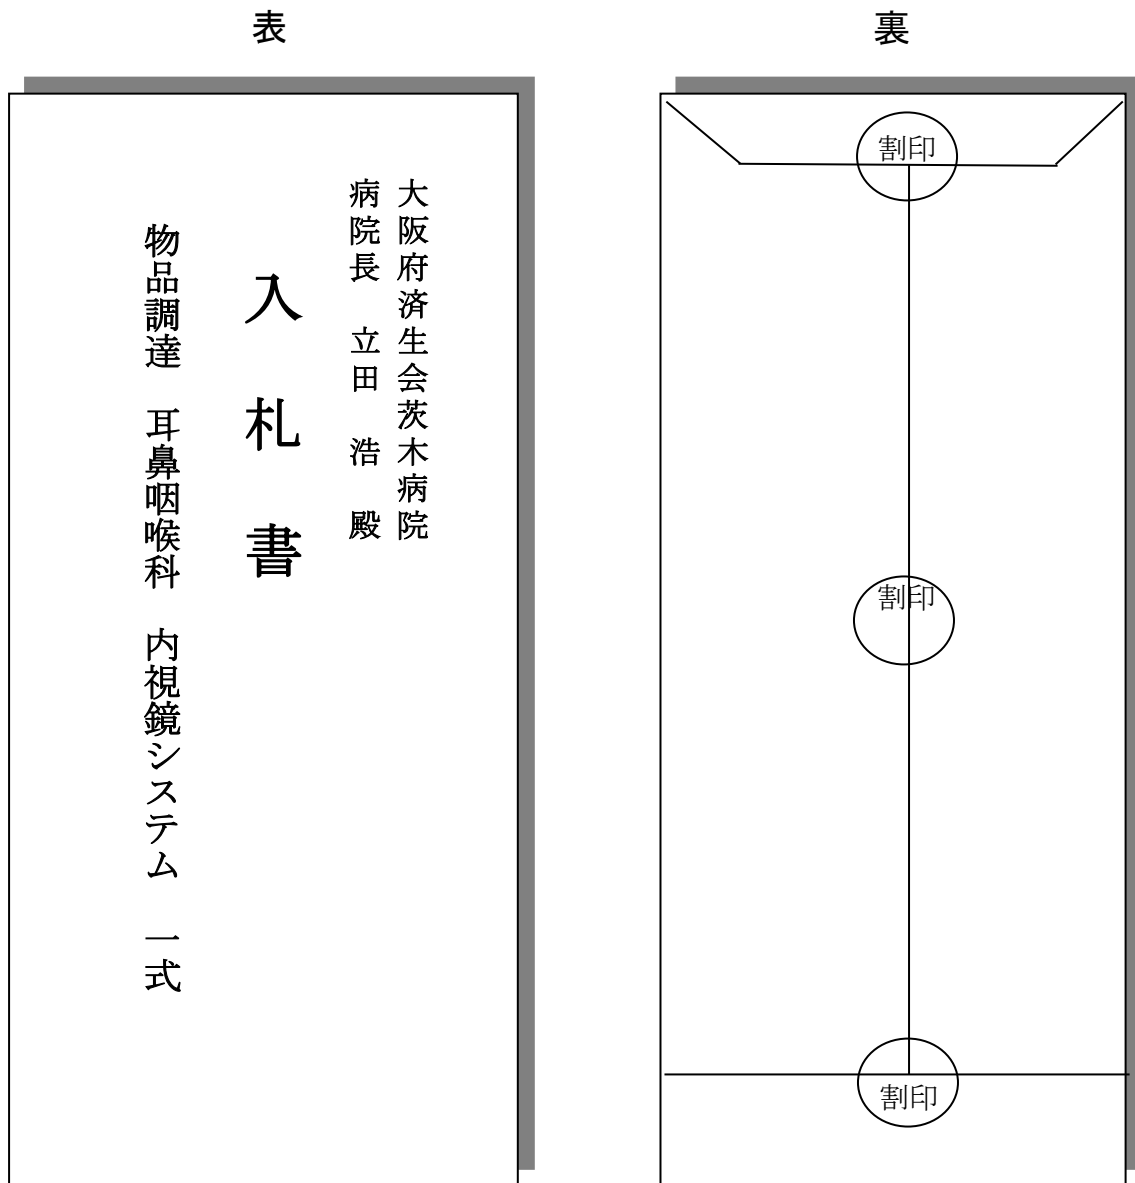 表
大阪府済生会茨木病院
病院長　立田　浩　殿
入札書
物品調達　耳鼻咽喉科　内視鏡システム　一式
裏
割印
割印
割印